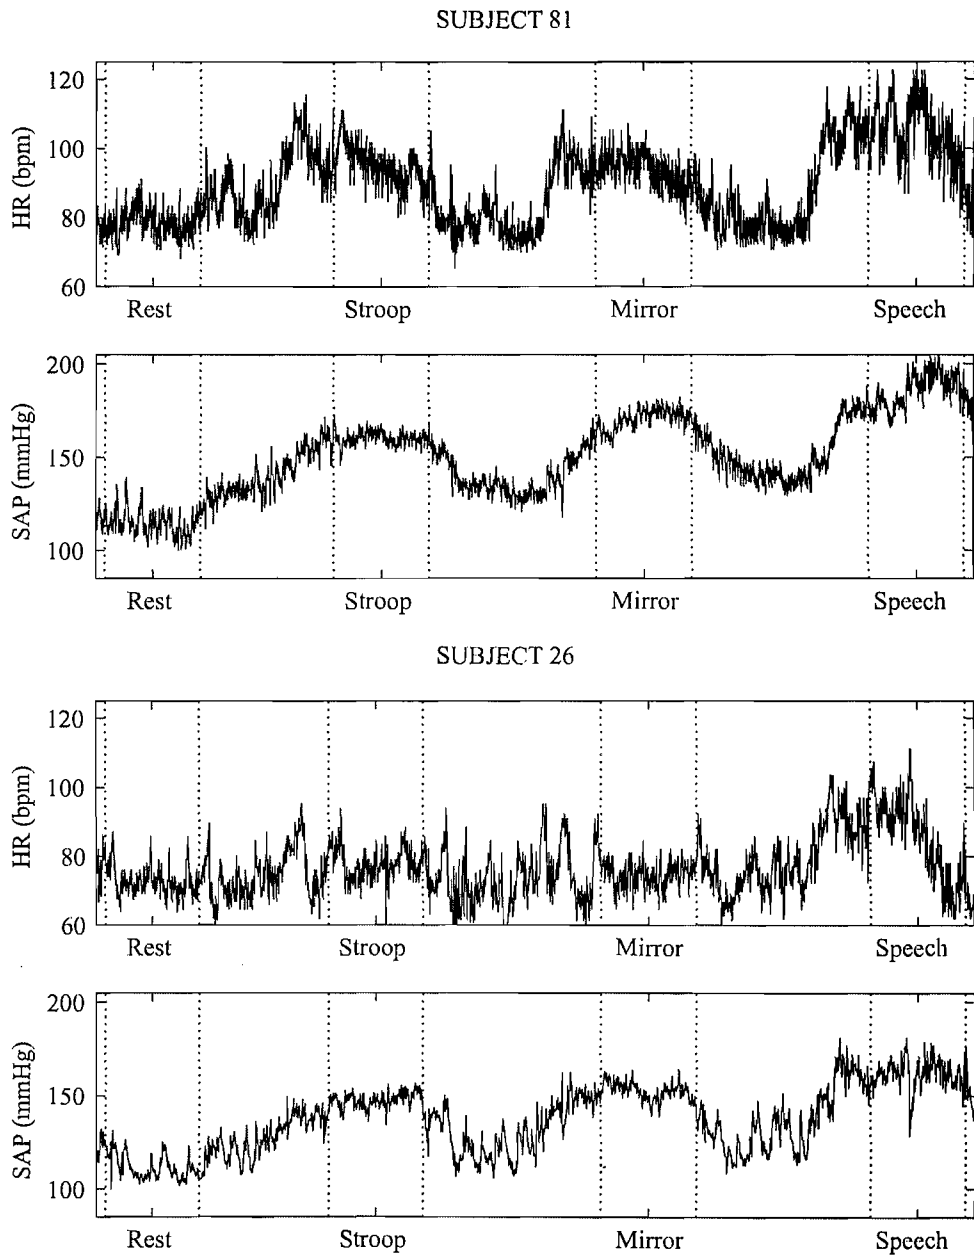 SUBJECT 81
HR (bpm)
120
100
80
60
Rest Stroop Mirror Speech
SAP (mmHg)
200
150
100
Rest Stroop Mirror Speech
SUBJECT 26
HR (bpm)
120
100
80
60
Rest Stroop Mirror Speech
SAP (mmHg)
200
150
100
Rest Stroop Mirror Speech